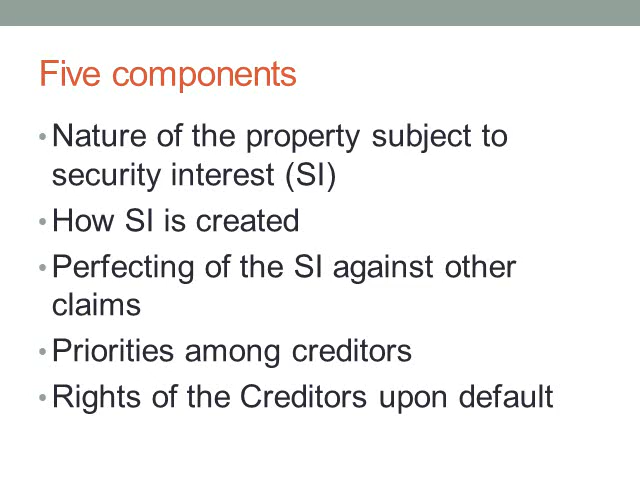 Five components
• Nature of the property subject to
security interest (SI)
• How SI is created
• Perfecting of the SI against other
claims
• Priorities among creditors
• Rights of the Creditors upon default